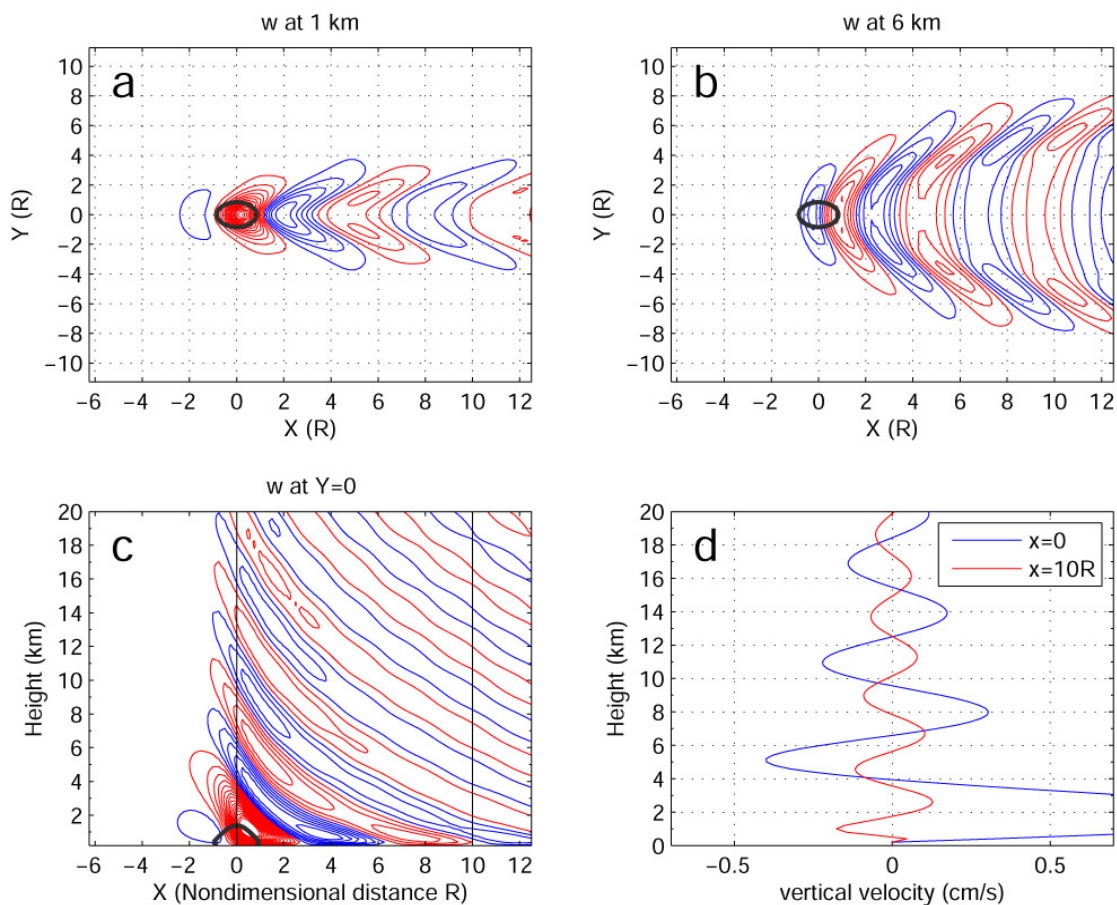 w at 1 km
a
10
8
6
4
2
0
−2
−4
−6
−8
−10
Y (R)
−6 −4 −2 0 2 4 6 8 10 12
X (R)
w at 6 km
b
10
8
6
4
2
0
−2
−4
−6
−8
−10
Y (R)
−6 −4 −2 0 2 4 6 8 10 12
X (R)
w at Y=0
c
20
18
16
14
12
10
8
6
4
2
Height (km)
−6 −4 −2 0 2 4 6 8 10 12
X (Nondimensional distance R)
d
x=0
x=10R
20
18
16
14
12
10
8
6
4
2
0
Height (km)
−0.5 0 0.5
vertical velocity (cm/s)